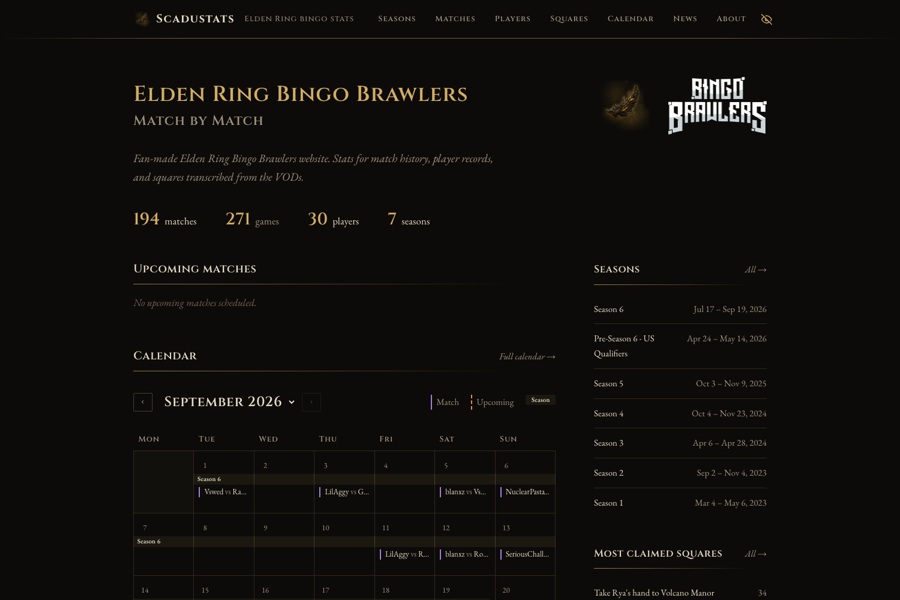 Scadustats Elden Ring bingo stats Seasons Matches Players Squares Calendar News About
Elden Ring Bingo Brawlers
Match by Match
BINGO
BRAWLERS
Fan-made Elden Ring Bingo Brawlers website. Stats for match history, player records,
and squares transcribed from the VODs.
194 matches 271 games 30 players 7 seasons
Upcoming matches
No upcoming matches scheduled.
Calendar Full calendar →
‹ September 2026 › Match Upcoming Season
Mon Tue Wed Thu Fri Sat Sun
1 2 3 4 5 6
Season 6
Vswed vs Ra... LilAggy vs G... blanxz vs Vs... NuclearPasta...
7 8 9 10 11 12 13
Season 6
LilAggy vs R... blanxz vs Ro... SeriousChall...
14 15 16 17 18 19 20
Seasons All →
Season 6 Jul 17 – Sep 19, 2026
Pre-Season 6 - US Apr 24 – May 14, 2026
Qualifiers
Season 5 Oct 3 – Nov 9, 2025
Season 4 Oct 4 – Nov 23, 2024
Season 3 Apr 6 – Apr 28, 2024
Season 2 Sep 2 – Nov 4, 2023
Season 1 Mar 4 – May 6, 2023
Most claimed squares All →
Take Rya's hand to Volcano Manor 34